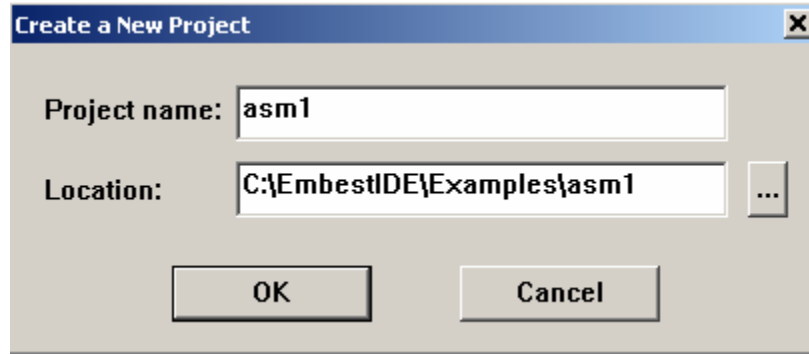 Create a New Project
Project name: asm1
Location: C:\EmbestIDE\Examples\asm1 ...
OK Cancel